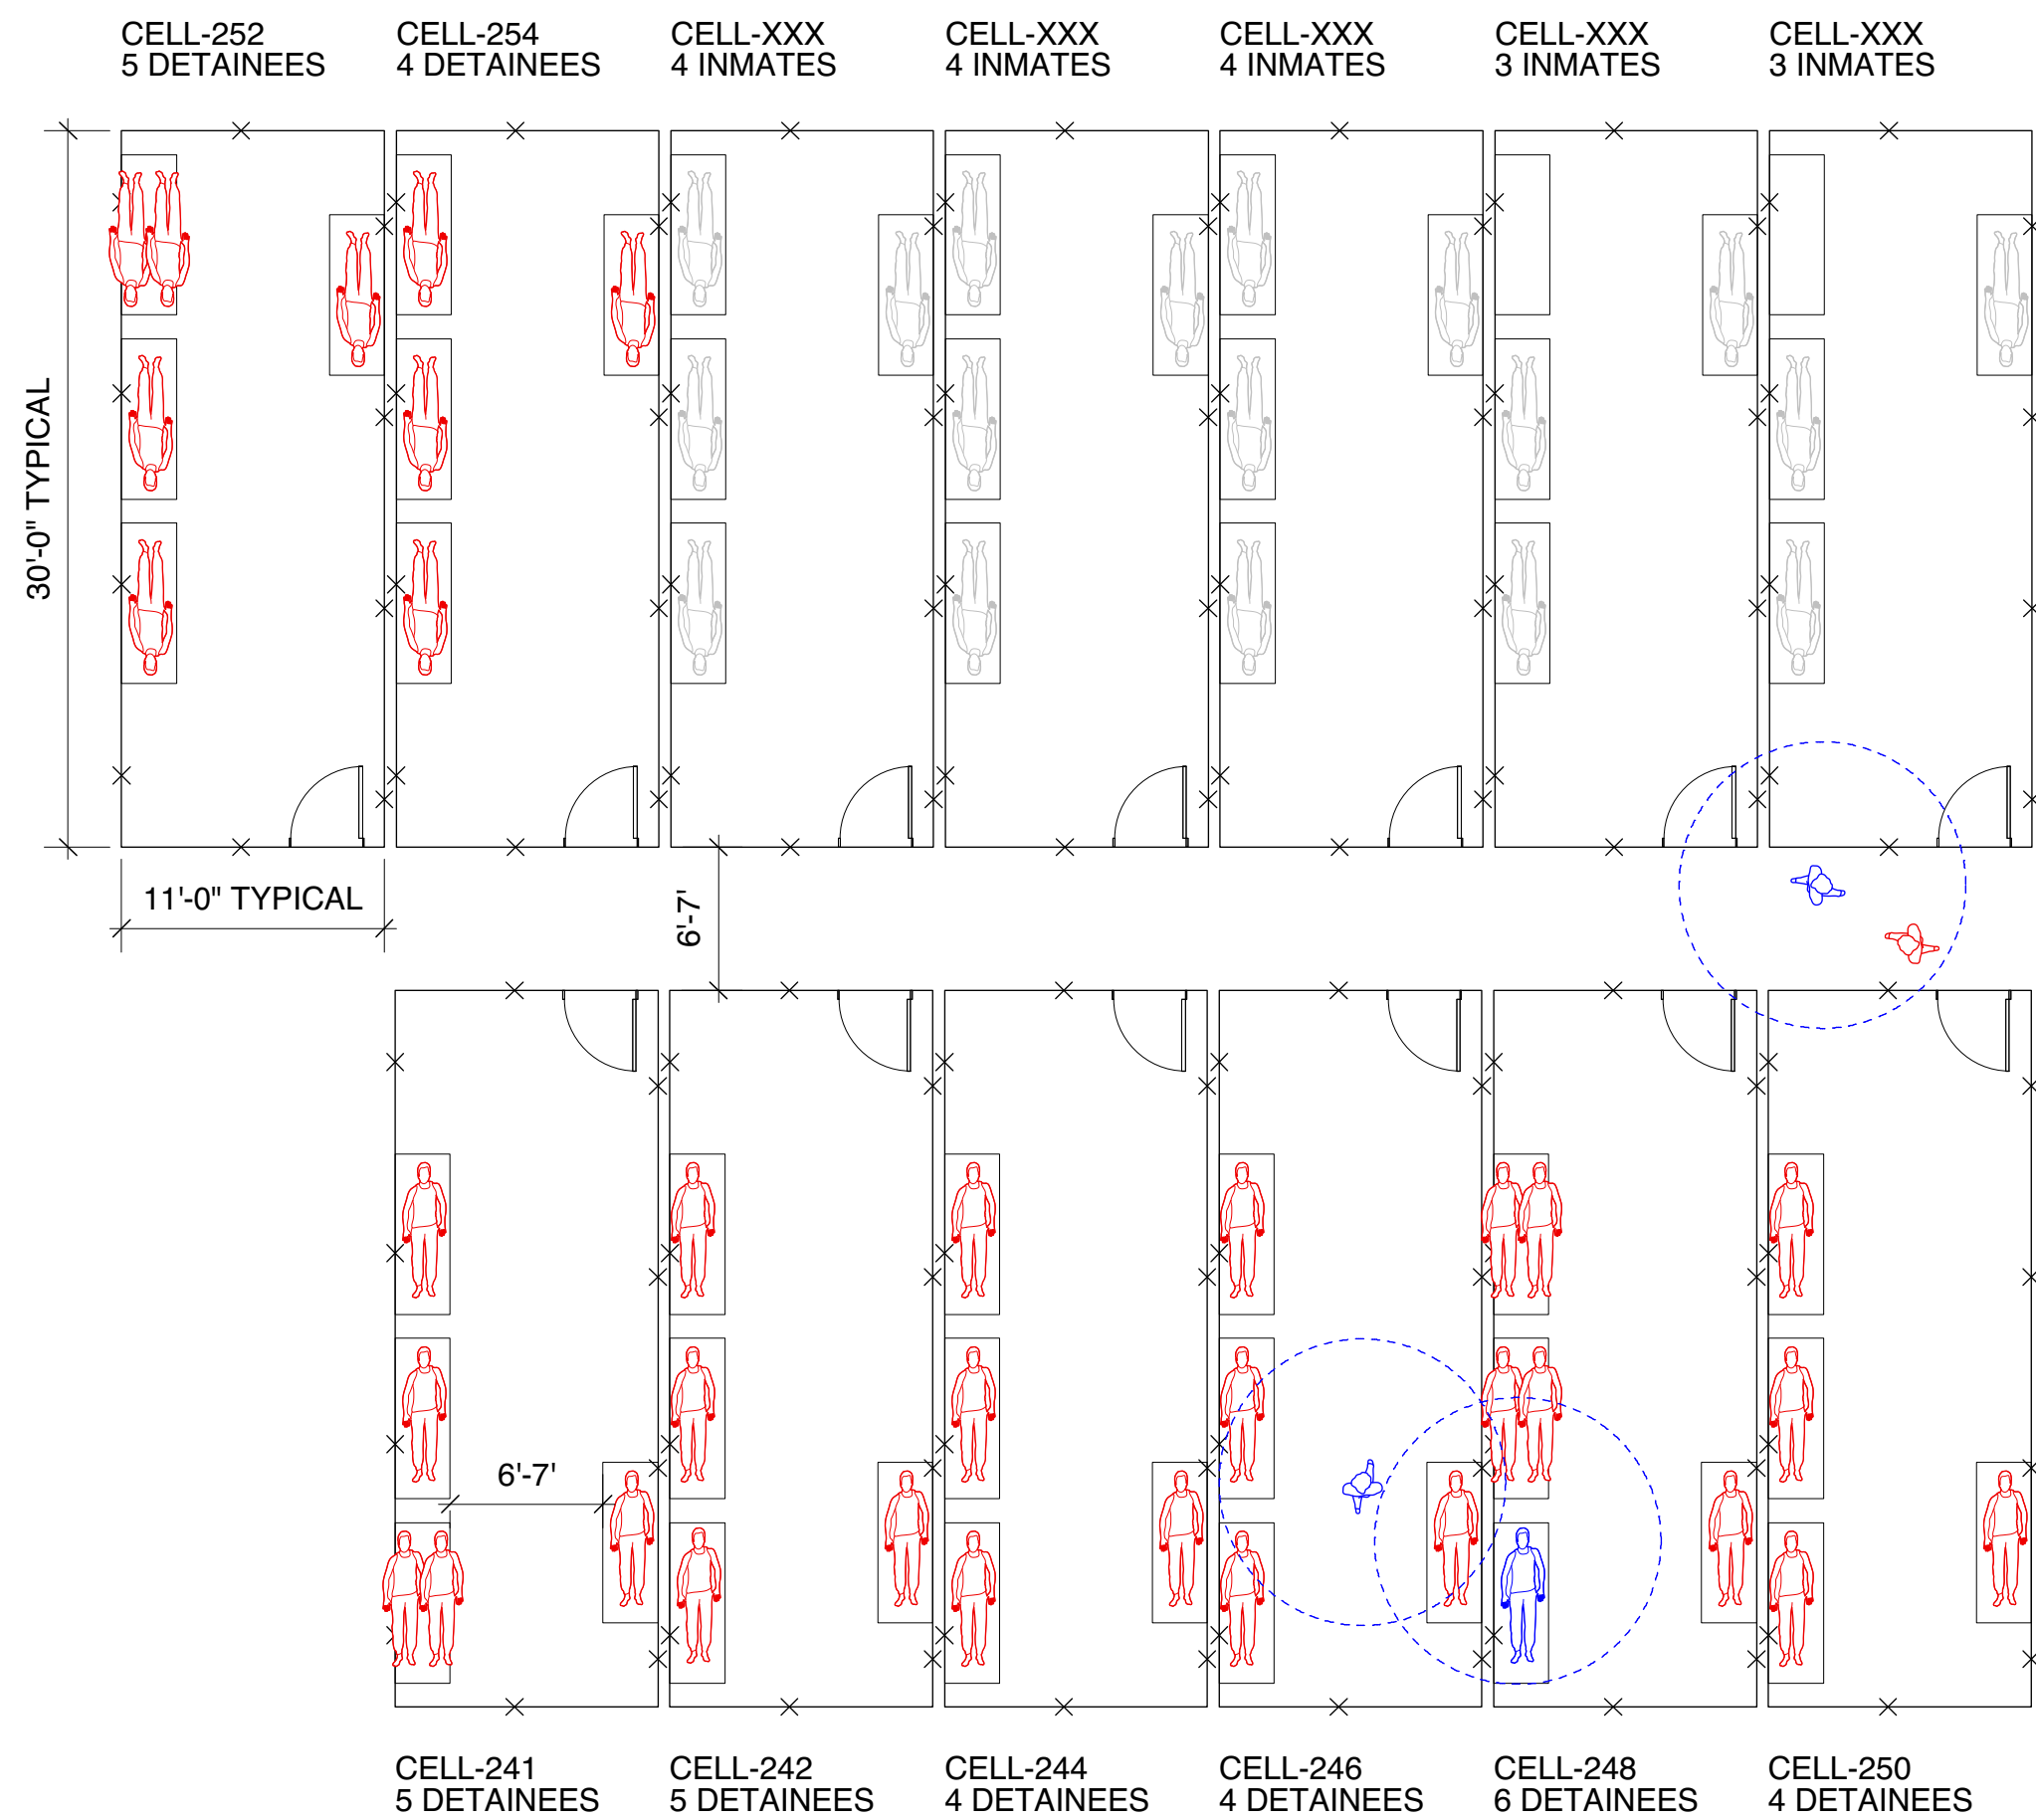 CELL-252
5 DETAINEES
CELL-254
4 DETAINEES
CELL-XXX
4 INMATES
CELL-XXX
4 INMATES
CELL-XXX
4 INMATES
CELL-XXX
3 INMATES
CELL-XXX
3 INMATES
30'-0" TYPICAL
11'-0" TYPICAL
6'-7'
6'-7'
CELL-241
5 DETAINEES
CELL-242
5 DETAINEES
CELL-244
4 DETAINEES
CELL-246
4 DETAINEES
CELL-248
6 DETAINEES
CELL-250
4 DETAINEES